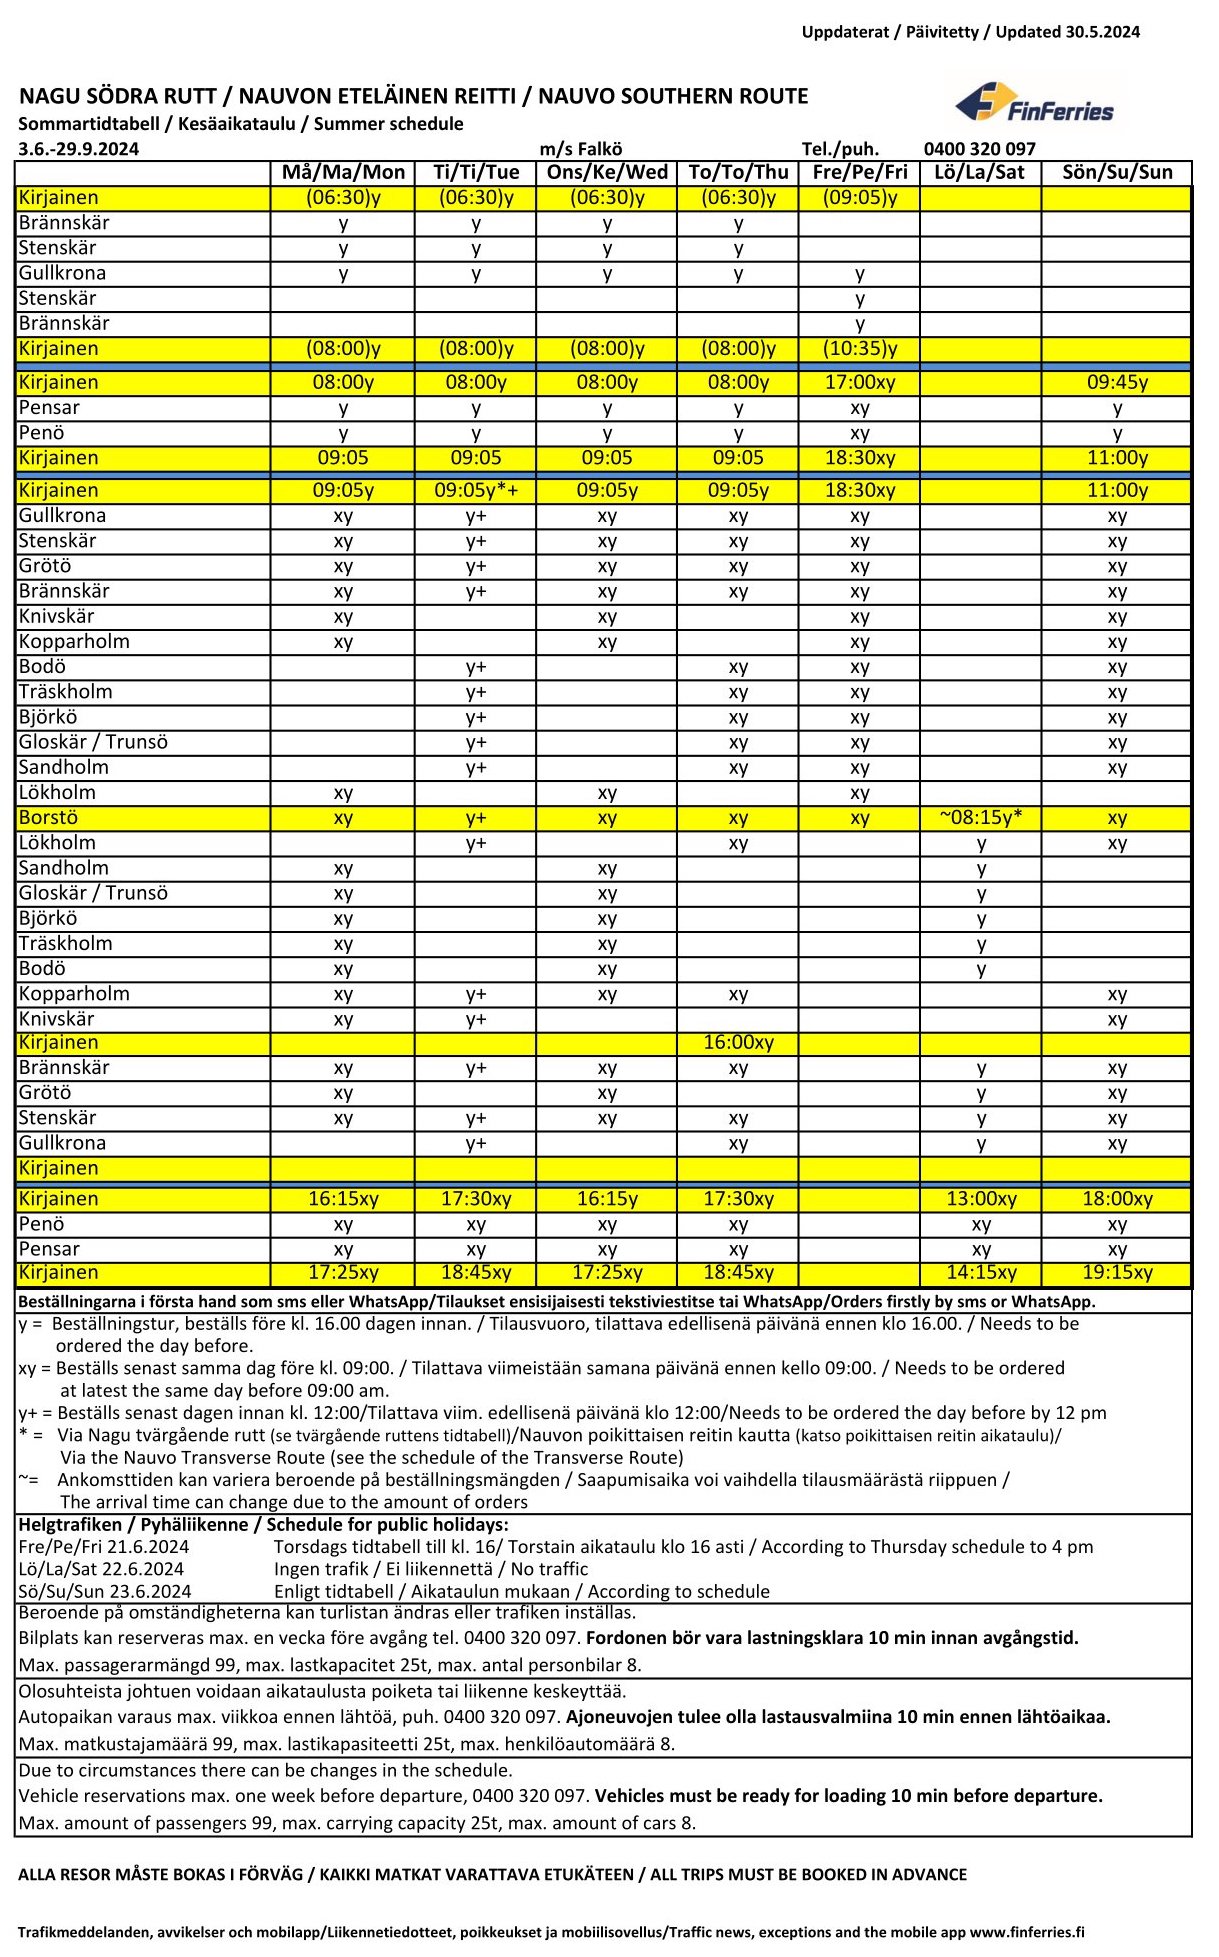 Uppdaterat / Päivitetty / Updated 30.5.2024
NAGU SÖDRA RUTT / NAUVON ETELÄINEN REITTI / NAUVO SOUTHERN ROUTE
FinFerries
Sommartidtabell / Kesäaikataulu / Summer schedule
3.6.-29.9.2024 m/s Falkö Tel./puh. 0400 320 097
Må/Ma/Mon Ti/Ti/Tue Ons/Ke/Wed To/To/Thu Fre/Pe/Fri Lö/La/Sat Sön/Su/Sun
Kirjainen (06:30)y (06:30)y (06:30)y (06:30)y (09:05)y
Brännskär y y y y
Stenskär y y y y
Gullkrona y y y y y
Stenskär y
Brännskär y
Kirjainen (08:00)y (08:00)y (08:00)y (08:00)y (10:35)y
Kirjainen 08:00y 08:00y 08:00y 08:00y 17:00xy 09:45y
Pensar y y y y xy y
Penö y y y y xy y
Kirjainen 09:05 09:05 09:05 09:05 18:30xy 11:00y
Kirjainen 09:05y 09:05y*+ 09:05y 09:05y 18:30xy 11:00y
Gullkrona xy y+ xy xy xy xy
Stenskär xy y+ xy xy xy xy
Grötö xy y+ xy xy xy xy
Brännskär xy y+ xy xy xy xy
Knivskär xy xy xy xy
Kopparholm xy xy xy xy
Bodö y+ xy xy xy
Träskholm y+ xy xy xy
Björkö y+ xy xy xy
Gloskär / Trunsö y+ xy xy xy
Sandholm y+ xy xy xy
Lökholm xy xy xy
Borstö xy y+ xy xy xy ~08:15y* xy
Lökholm y+ xy y xy
Sandholm xy xy y
Gloskär / Trunsö xy xy y
Björkö xy xy y
Träskholm xy xy y
Bodö xy xy y
Kopparholm xy y+ xy xy xy
Knivskär xy y+ xy
Kirjainen 16:00xy
Brännskär xy y+ xy xy y xy
Grötö xy xy y xy
Stenskär xy y+ xy xy y xy
Gullkrona y+ xy y xy
Kirjainen
Kirjainen 16:15xy 17:30xy 16:15y 17:30xy 13:00xy 18:00xy
Penö xy xy xy xy xy xy
Pensar xy xy xy xy xy xy
Kirjainen 17:25xy 18:45xy 17:25xy 18:45xy 14:15xy 19:15xy
Beställningarna i första hand som sms eller WhatsApp/Tilaukset ensisijaisesti tekstiviestitse tai WhatsApp/Orders firstly by sms or WhatsApp.
y = Beställningstur, beställs före kl. 16.00 dagen innan. / Tilausvuoro, tilattava edellisenä päivänä ennen klo 16.00. / Needs to be
ordered the day before.
xy = Beställs senast samma dag före kl. 09:00. / Tilattava viimeistään samana päivänä ennen kello 09:00. / Needs to be ordered
at latest the same day before 09:00 am.
y+ = Beställs senast dagen innan kl. 12:00/Tilattava viim. edellisenä päivänä klo 12:00/Needs to be ordered the day before by 12 pm
* = Via Nagu tvärgående rutt (se tvärgående ruttens tidtabell)/Nauvon poikittaisen reitin kautta (katso poikittaisen reitin aikataulu)/
Via the Nauvo Transverse Route (see the schedule of the Transverse Route)
~= Ankomsttiden kan variera beroende på beställningsmängden / Saapumisaika voi vaihdella tilausmäärästä riippuen /
The arrival time can change due to the amount of orders
Helgtrafiken / Pyhäliikenne / Schedule for public holidays:
Fre/Pe/Fri 21.6.2024 Torsdags tidtabell till kl. 16/ Torstain aikataulu klo 16 asti / According to Thursday schedule to 4 pm
Lö/La/Sat 22.6.2024 Ingen trafik / Ei liikennettä / No traffic
Sö/Su/Sun 23.6.2024 Enligt tidtabell / Aikataulun mukaan / According to schedule
Beroende på omständigheterna kan turlistan ändras eller trafiken inställas.
Bilplats kan reserveras max. en vecka före avgång tel. 0400 320 097. Fordonen bör vara lastningsklara 10 min innan avgångstid.
Max. passagerarmängd 99, max. lastkapacitet 25t, max. antal personbilar 8.
Olosuhteista johtuen voidaan aikataulusta poiketa tai liikenne keskeyttää.
Autopaikan varaus max. viikkoa ennen lähtöä, puh. 0400 320 097. Ajoneuvojen tulee olla lastausvalmiina 10 min ennen lähtöaikaa.
Max. matkustajamäärä 99, max. lastikapasiteetti 25t, max. henkilöautomäärä 8.
Due to circumstances there can be changes in the schedule.
Vehicle reservations max. one week before departure, 0400 320 097. Vehicles must be ready for loading 10 min before departure.
Max. amount of passengers 99, max. carrying capacity 25t, max. amount of cars 8.
ALLA RESOR MÅSTE BOKAS I FÖRVÄG / KAIKKI MATKAT VARATTAVA ETUKÄTEEN / ALL TRIPS MUST BE BOOKED IN ADVANCE
Trafikmeddelanden, avvikelser och mobilapp/Liikennetiedotteet, poikkeukset ja mobiilisovellus/Traffic news, exceptions and the mobile app www.finferries.fi